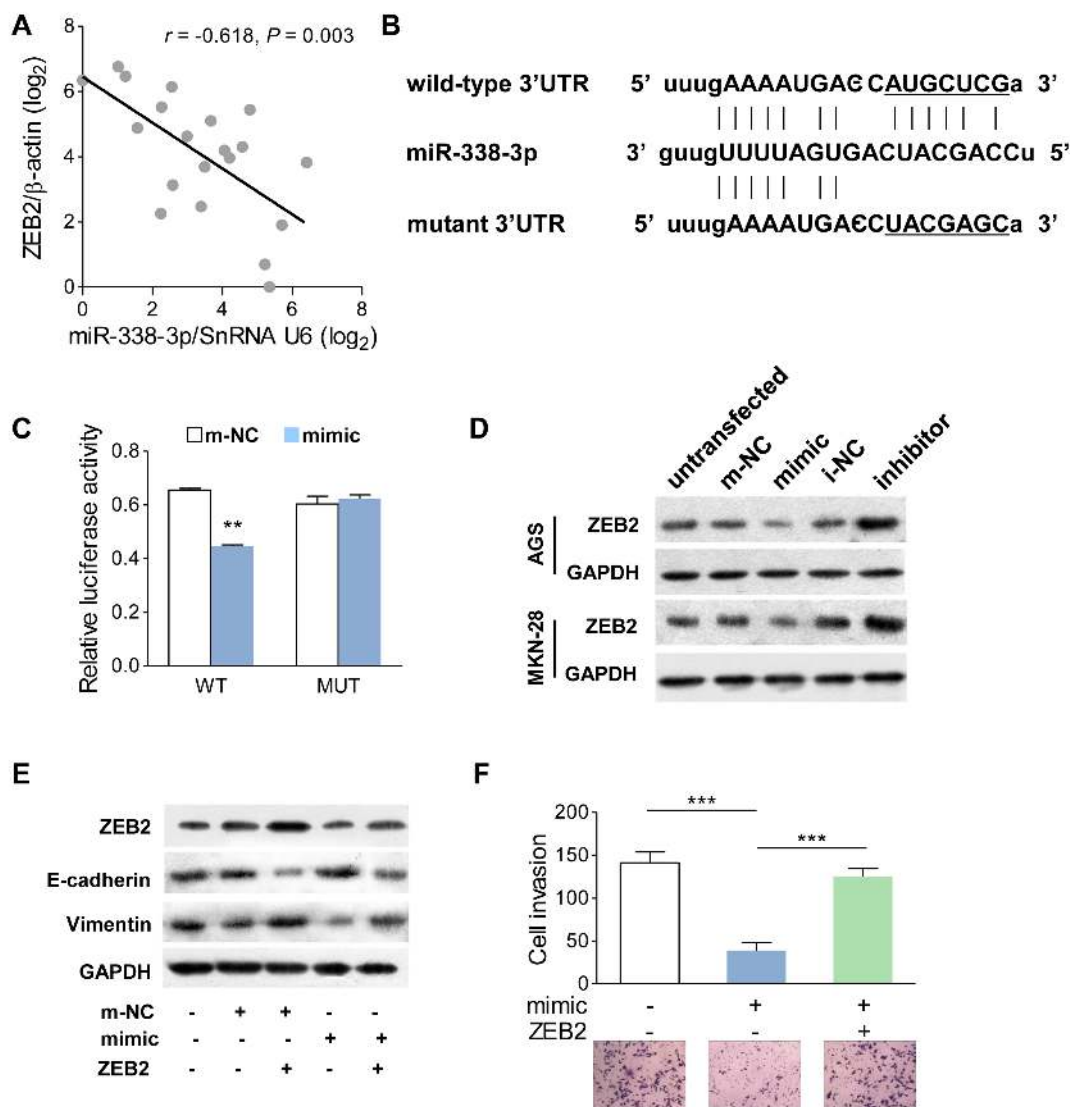 A
r = -0.618, P = 0.003
ZEB2/β-actin (log2)
8
6
4
2
0
0 2 4 6 8
miR-338-3p/SnRNA U6 (log2)
B
wild-type 3'UTR 5' uuugAAAAUGACCAUGCUCGa 3'
miR-338-3p 3' guugUUUUAGUGACUACGACCu 5'
mutant 3'UTR 5' uuugAAAAUGACCUACGAGCa 3'
C
m-NC mimic
Relative luciferase activity
0.8
0.6
0.4
0.2
0.0
**
WT MUT
D
untransfected m-NC mimic i-NC inhibitor
AGS
ZEB2
GAPDH
MKN-28
ZEB2
GAPDH
E
ZEB2
E-cadherin
Vimentin
GAPDH
m-NC - + + - -
mimic - - - + +
ZEB2 - - + - +
F
Cell invasion
200
150
100
50
0
***
***
mimic - + +
ZEB2 - - +